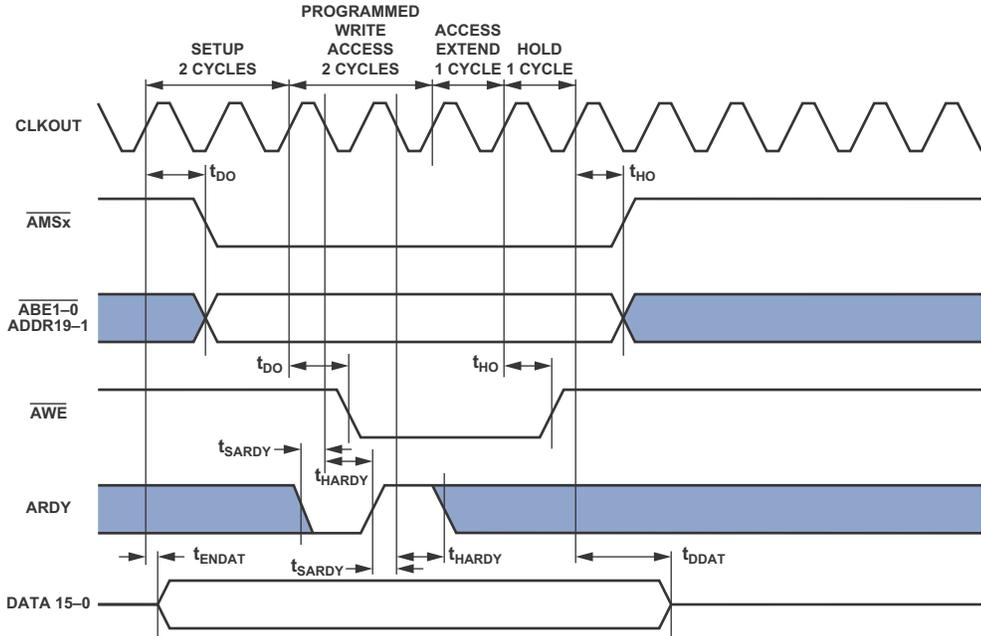 PROGRAMMED
WRITE
ACCESS
2 CYCLES
SETUP
2 CYCLES
ACCESS
EXTEND
1 CYCLE
HOLD
1 CYCLE
CLKOUT
tDO
tHO
AMSx
ABE1–0
ADDR19–1
tDO
tHO
AWE
tSARDY
tHARDY
ARDY
tENDAT
tSARDY
tHARDY
tDDAT
DATA 15–0